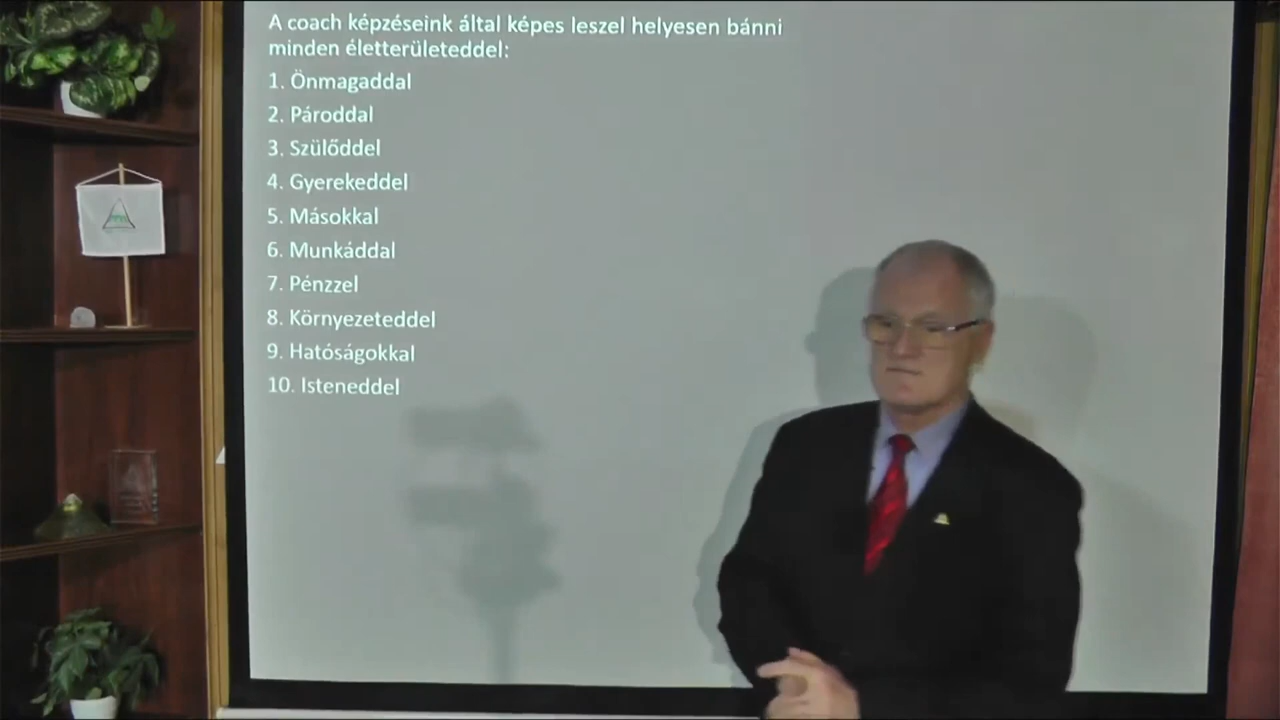 A coach képzéseink által képes leszel helyesen bánni
minden életterületeddel:
1. Önmagaddal
2. Pároddal
3. Szülőddel
4. Gyerekeddel
5. Másokkal
6. Munkáddal
7. Pénzzel
8. Környezeteddel
9. Hatóságokkal
10. Isteneddel